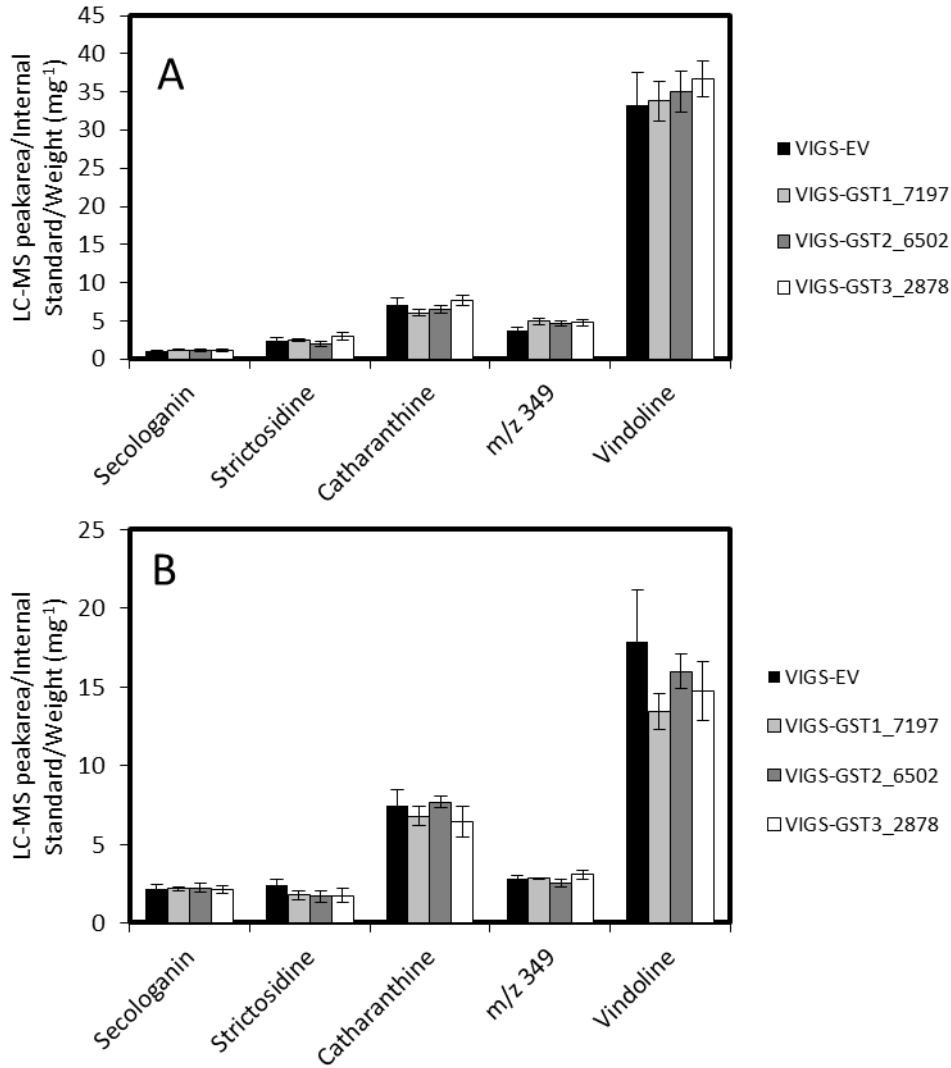 A
LC-MS peakarea/Internal
Standard/Weight (mg-1)
45
40
35
30
25
20
15
10
5
0
Secologanin
Strictosidine
Catharanthine
m/z 349
Vindoline
VIGS-EV
VIGS-GST1_7197
VIGS-GST2_6502
VIGS-GST3_2878
B
LC-MS peakarea/Internal
Standard/Weight (mg-1)
25
20
15
10
5
0
Secologanin
Strictosidine
Catharanthine
m/z 349
Vindoline
VIGS-EV
VIGS-GST1_7197
VIGS-GST2_6502
VIGS-GST3_2878